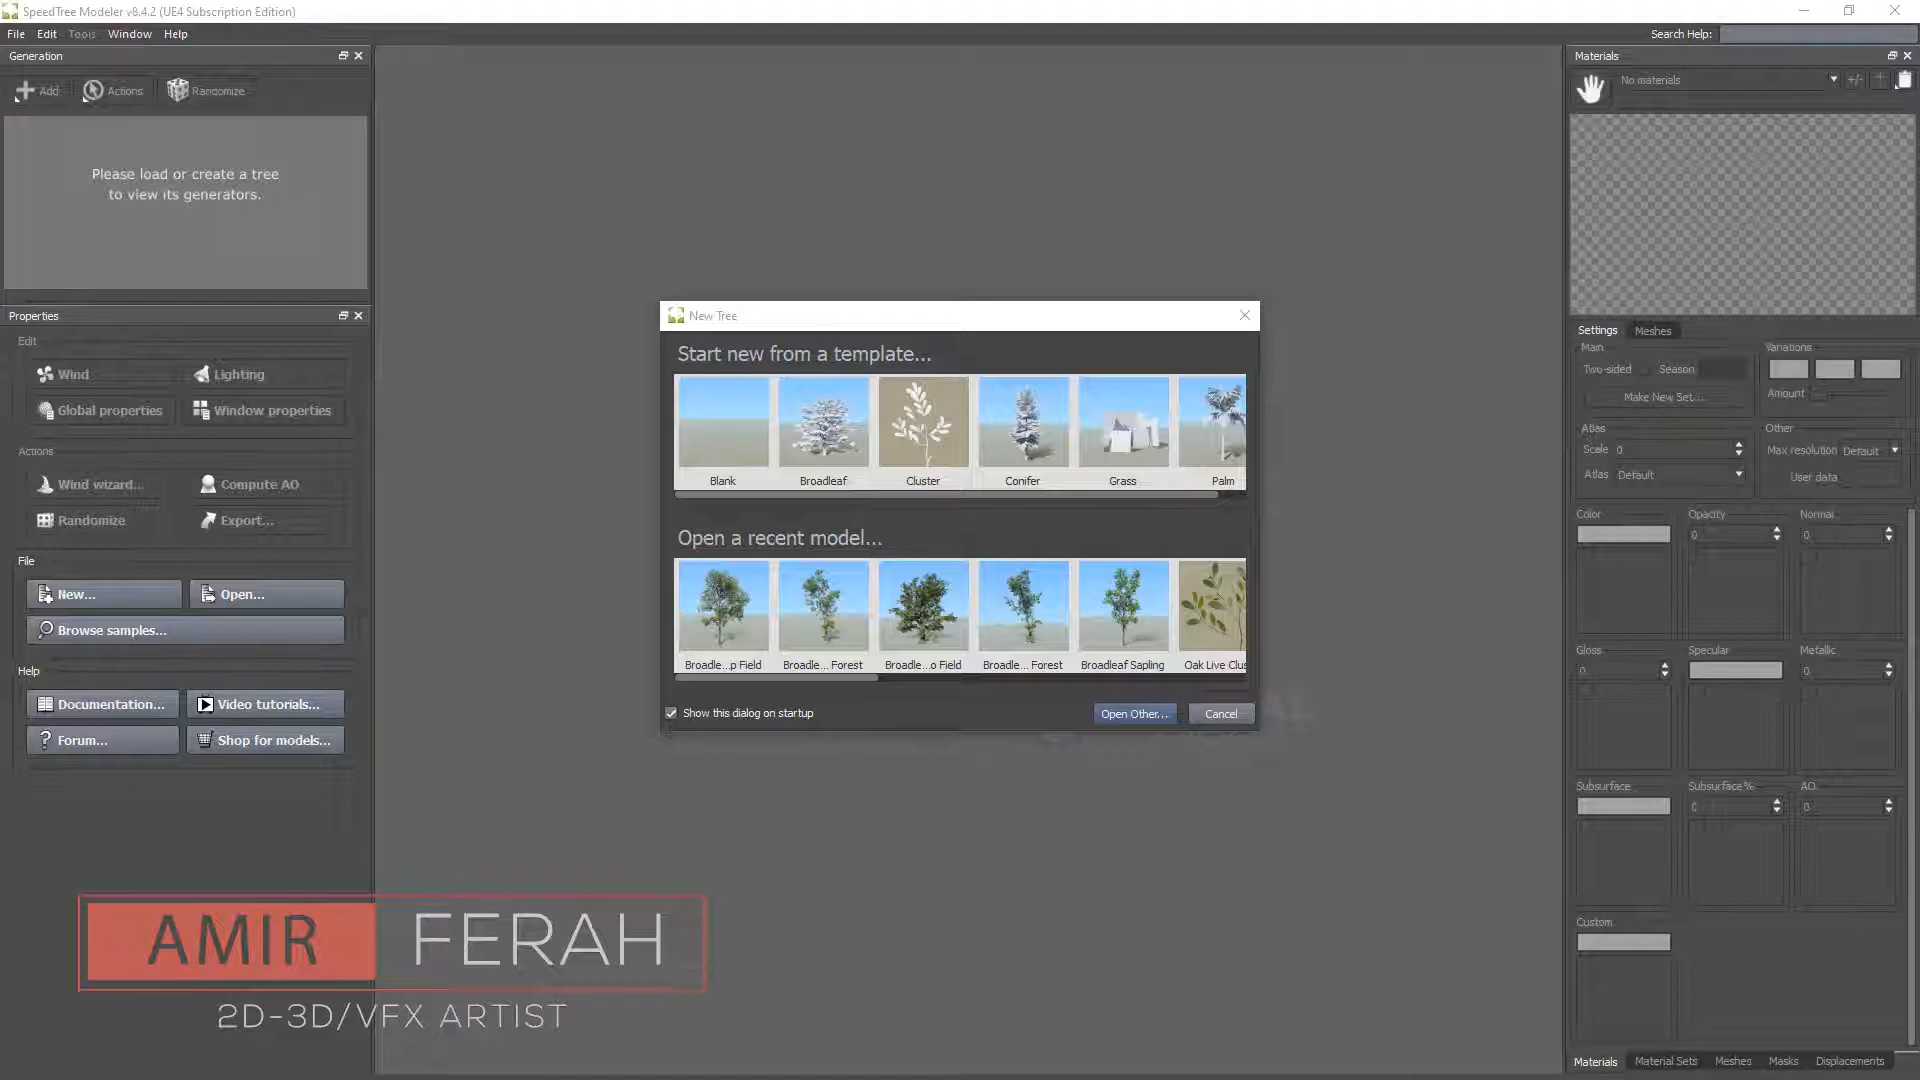 SpeedTree Modeler v8.4.2 (UE4 Subscription Edition)
File Edit Tools Window Help
Search Help:
Generation
Add Actions Randomize
Please load or create a tree
to view its generators.
Properties
Edit
Wind Lighting
Global properties Window properties
Actions
Wind wizard... Compute AO
Randomize Export...
File
New... Open...
Browse samples...
Help
Documentation... Video tutorials...
Forum... Shop for models...
New Tree
Start new from a template...
Blank Broadleaf Cluster Conifer Grass Palm
Open a recent model...
Broadle...p Field Broadle... Forest Broadle...o Field Broadle... Forest Broadleaf Sapling Oak Live Clus
Show this dialog on startup
Open Other... Cancel
Materials
No materials
+/-
Settings Meshes
Main Variations
Two-sided Season
Make New Set... Amount
Atlas Other
Scale 0 Max resolution Default
Atlas Default User data
Color Opacity Normal
0 0
Gloss Specular Metallic
0 0
Subsurface Subsurface% AO
0 0
Custom
Materials Material Sets Meshes Masks Displacements
AMIR FERAH
2D-3D/VFX ARTIST